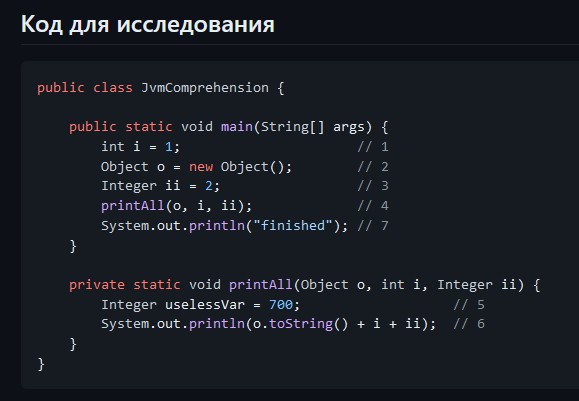 Код для исследования
public class JvmComprehension {
public static void main(String[] args) {
int i = 1; // 1
Object o = new Object(); // 2
Integer ii = 2; // 3
printAll(o, i, ii); // 4
System.out.println("finished"); // 7
}
private static void printAll(Object o, int i, Integer ii) {
Integer uselessVar = 700; // 5
System.out.println(o.toString() + i + ii); // 6
}
}